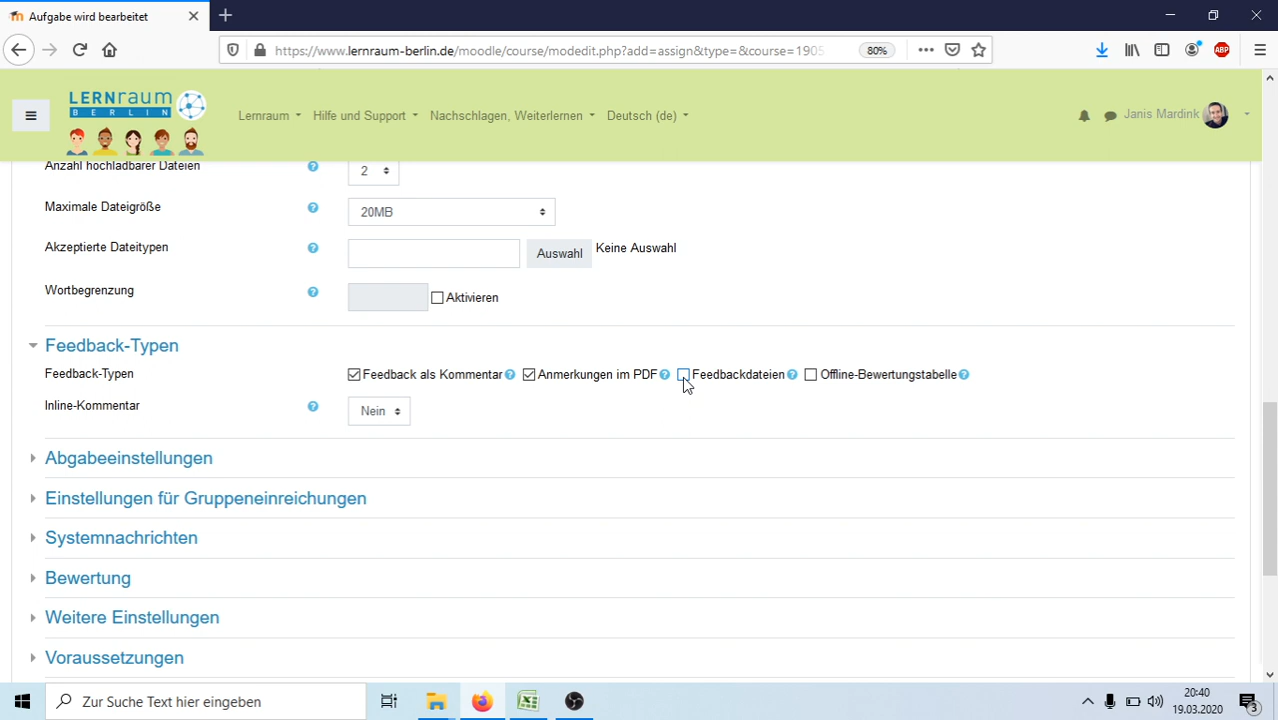 Aufgabe wird bearbeitet
https://www.lernraum-berlin.de/moodle/course/modedit.php?add=assign&type=&course=1905
80%
ABP
LERNraum
BERLIN
Lernraum
Hilfe und Support
Nachschlagen, Weiterlernen
Deutsch (de)
Janis Mardink
Anzahl hochladbarer Dateien
2
Maximale Dateigröße
20MB
Akzeptierte Dateitypen
Auswahl
Keine Auswahl
Wortbegrenzung
Aktivieren
Feedback-Typen
Feedback-Typen
Feedback als Kommentar
Anmerkungen im PDF
Feedbackdateien
Offline-Bewertungstabelle
Inline-Kommentar
Nein
Abgabeeinstellungen
Einstellungen für Gruppeneinreichungen
Systemnachrichten
Bewertung
Weitere Einstellungen
Voraussetzungen
Zur Suche Text hier eingeben
20:40
19.03.2020
3